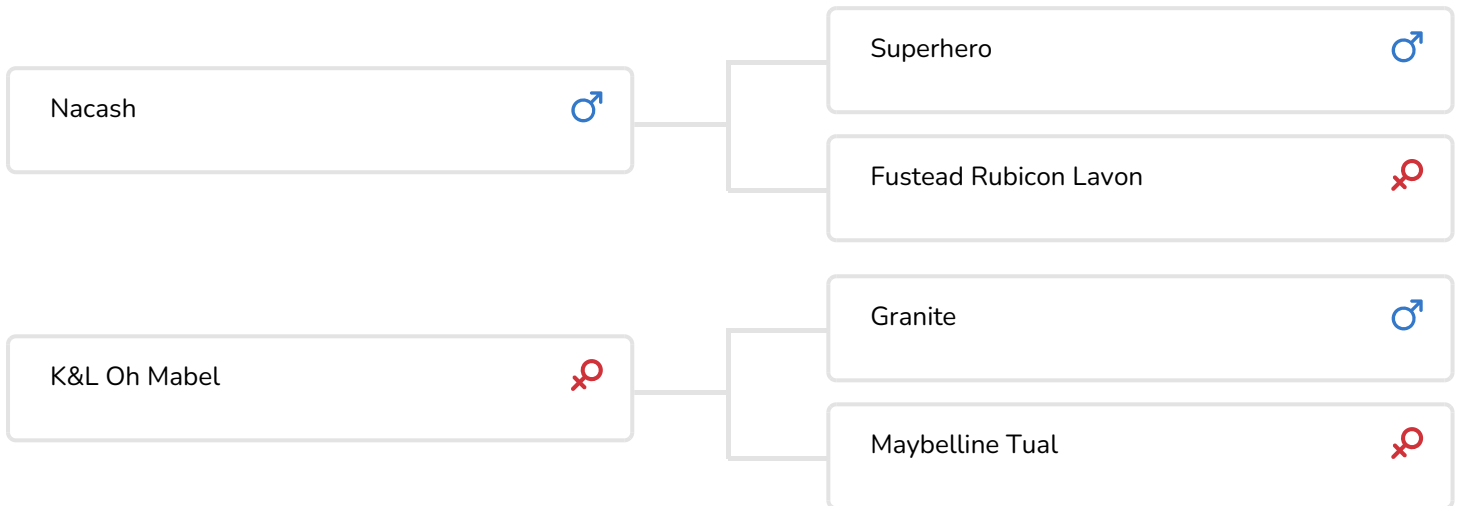 Superhero
Nacash
Fustead Rubicon Lavon
Granite
K&L Oh Mabel
Maybelline Tual